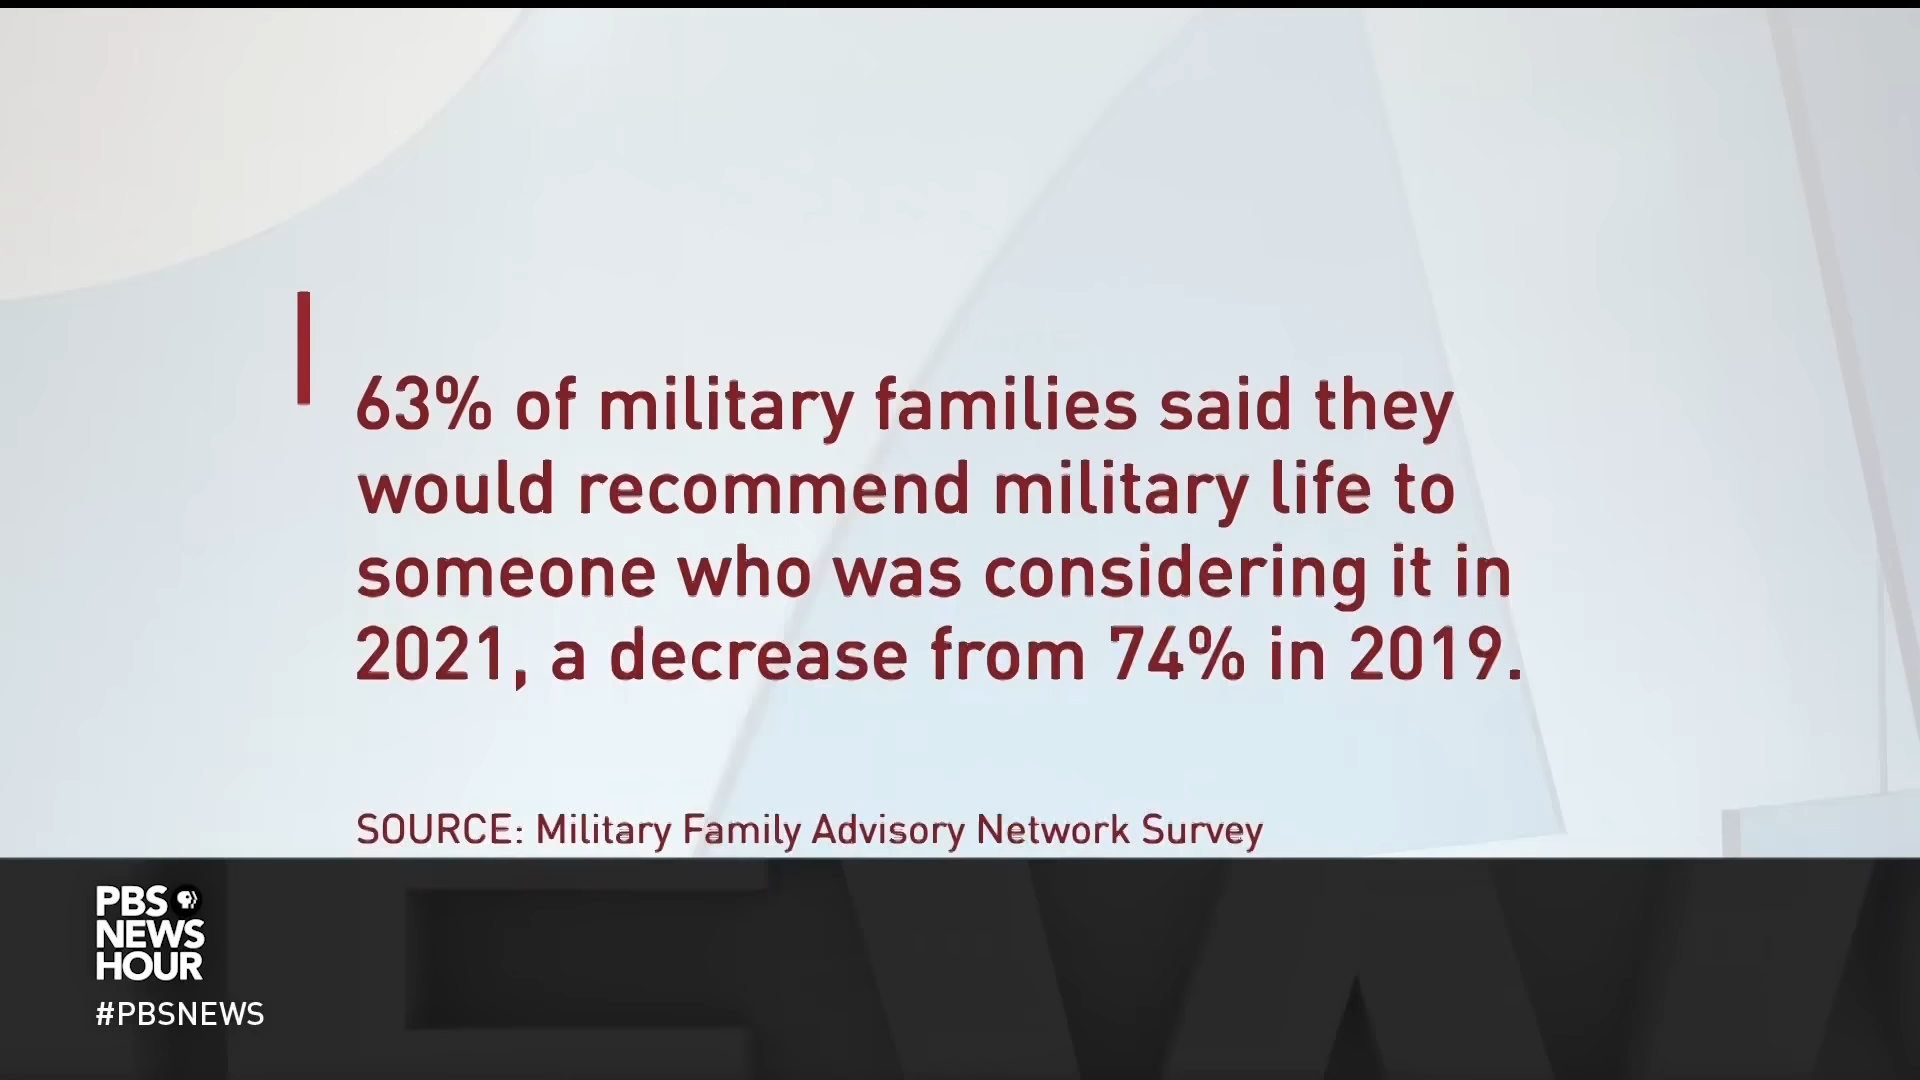 63% of military families said they
would recommend military life to
someone who was considering it in
2021, a decrease from 74% in 2019.
SOURCE: Military Family Advisory Network Survey
PBS
NEWS
HOUR
#PBSNEWS